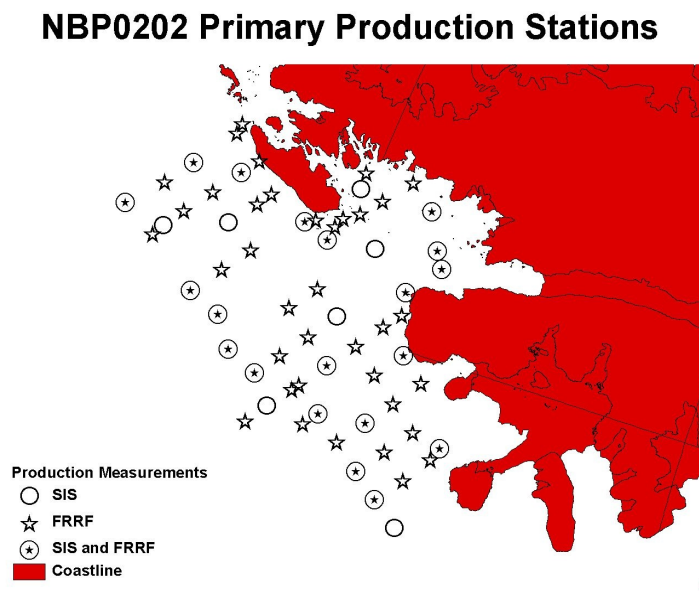 NBP0202 Primary Production Stations
Production Measurements
SIS
FRRF
SIS and FRRF
Coastline